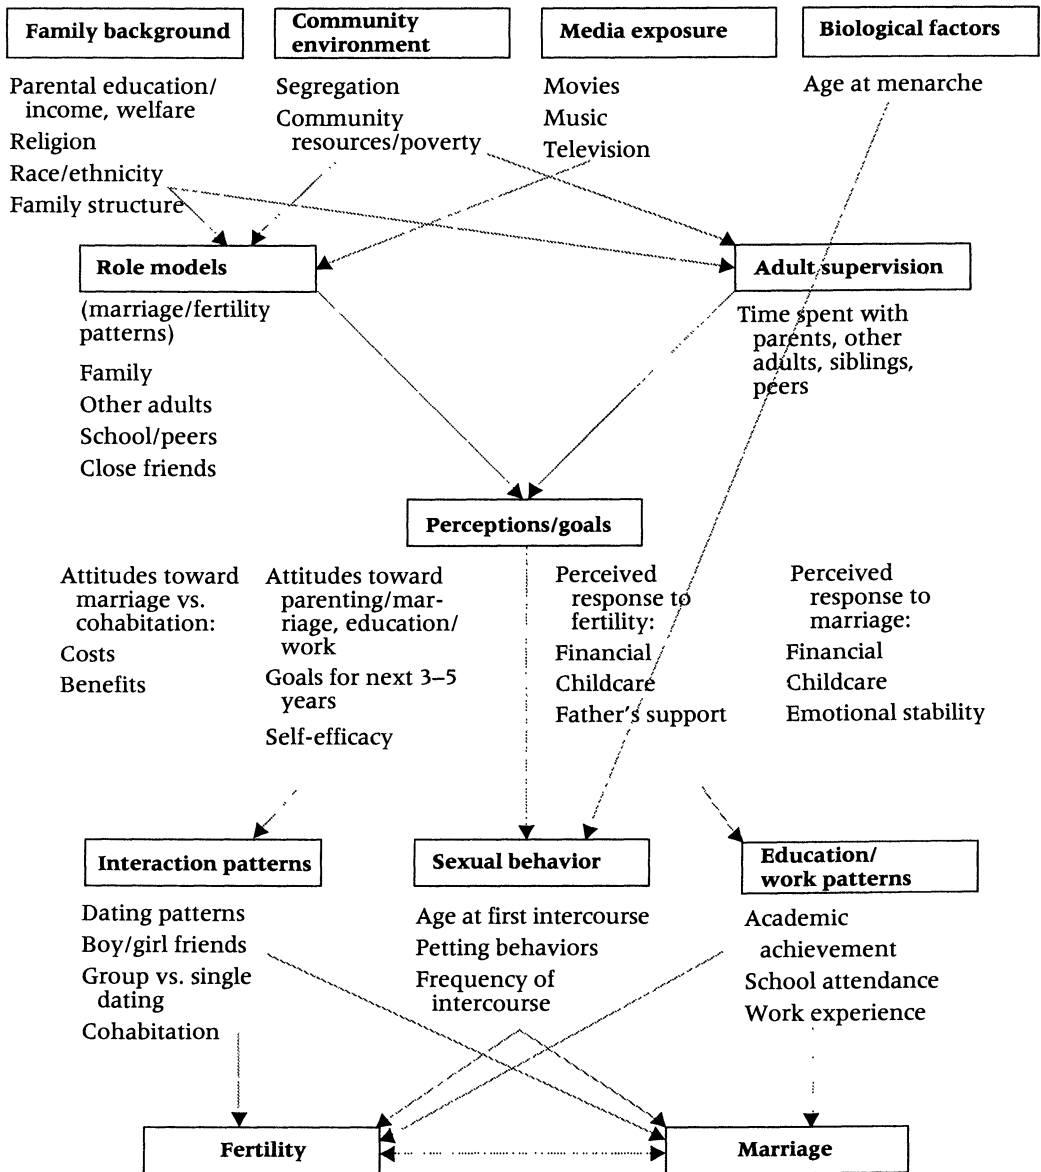 Family background
Community
environment
Media exposure
Biological factors
Parental education/
income, welfare
Religion
Race/ethnicity
Family structure
Segregation
Community
resources/poverty
Movies
Music
Television
Age at menarche
Role models
(marriage/fertility
patterns)
Family
Other adults
School/peers
Close friends
Adult supervision
Time spent with
parents, other
adults, siblings,
peers
Perceptions/goals
Attitudes toward
marriage vs.
cohabitation:
Costs
Benefits
Attitudes toward
parenting/mar-
riage, education/
work
Goals for next 3–5
years
Self-efficacy
Perceived
response to
fertility:
Financial
Childcare
Father's support
Perceived
response to
marriage:
Financial
Childcare
Emotional stability
Interaction patterns
Dating patterns
Boy/girl friends
Group vs. single
dating
Cohabitation
Sexual behavior
Age at first intercourse
Petting behaviors
Frequency of
intercourse
Education/
work patterns
Academic
achievement
School attendance
Work experience
Fertility
Marriage